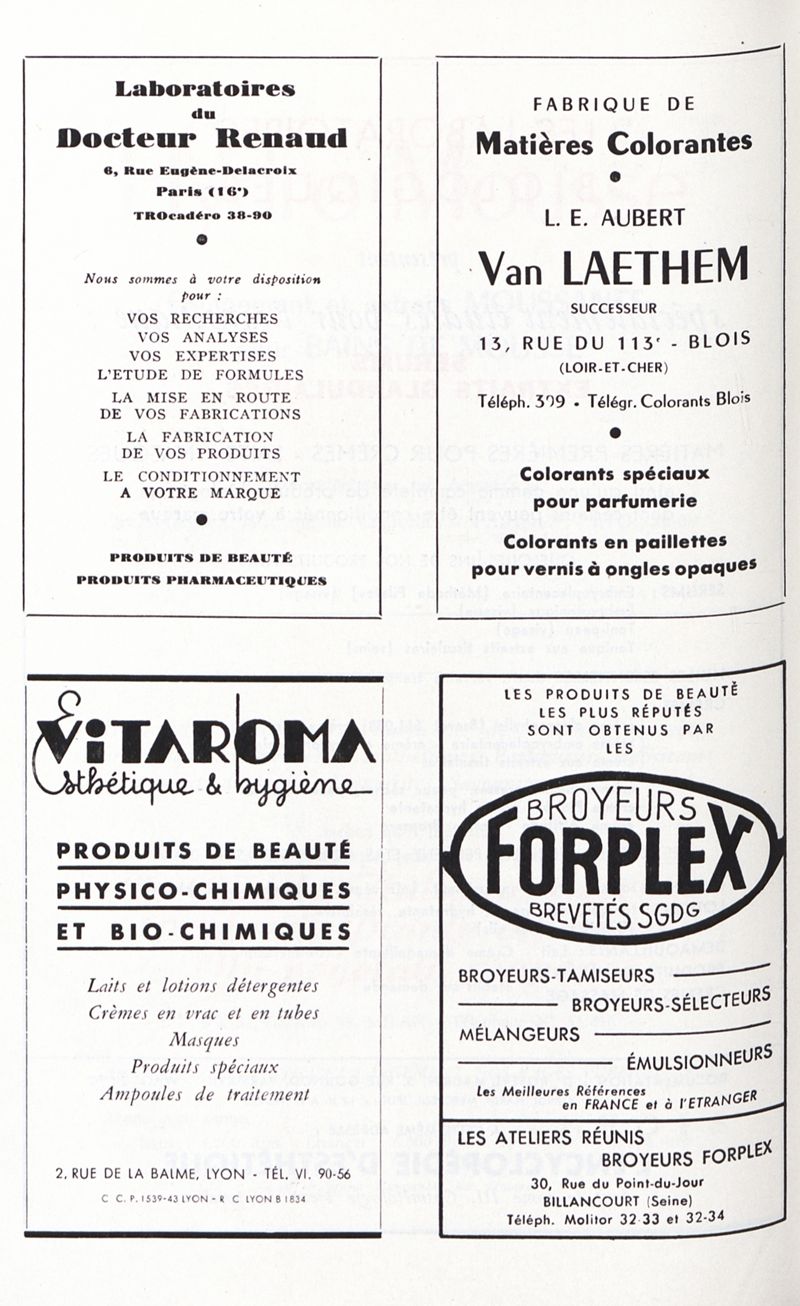 Laboratoires
du
Docteur Renaud
6, Rue Eugène-Delacroix
Paris (16e)
TROcadéro 38-90
●
Nous sommes à votre disposition
pour :
VOS RECHERCHES
VOS ANALYSES
VOS EXPERTISES
L'ETUDE DE FORMULES
LA MISE EN ROUTE
DE VOS FABRICATIONS
LA FABRICATION
DE VOS PRODUITS
LE CONDITIONNEMENT
A VOTRE MARQUE
●
PRODUITS DE BEAUTÉ
PRODUITS PHARMACEUTIQUES
FABRIQUE DE
Matières Colorantes
●
L. E. AUBERT
Van LAETHEM
SUCCESSEUR
13, RUE DU 113e - BLOIS
(LOIR-ET-CHER)
Téléph. 309 - Télégr. Colorants Blois
●
Colorants spéciaux
pour parfumerie
Colorants en paillettes
pour vernis à ongles opaques
VITAROMA
Esthétique & hygiène
PRODUITS DE BEAUTÉ
PHYSICO-CHIMIQUES
ET BIO-CHIMIQUES
Laits et lotions détergentes
Crèmes en vrac et en tubes
Masques
Produits spéciaux
Ampoules de traitement
2, RUE DE LA BAUME, LYON - TÉL. VI. 90-56
C C. P. 1539-43 LYON - R C LYON B 1834
LES PRODUITS DE BEAUTÉ
LES PLUS RÉPUTÉS
SONT OBTENUS PAR
LES
BROYEURS
FORPLEX
BREVETÉS SGDG
BROYEURS-TAMISEURS
BROYEURS-SÉLECTEURS
MÉLANGEURS
ÉMULSIONNEURS
Les Meilleures Références
en FRANCE et à l'ETRANGER
LES ATELIERS RÉUNIS
BROYEURS FORPLEX
30, Rue du Point-du-Jour
BILLANCOURT (Seine)
Téléph. Molitor 32-33 et 32-34